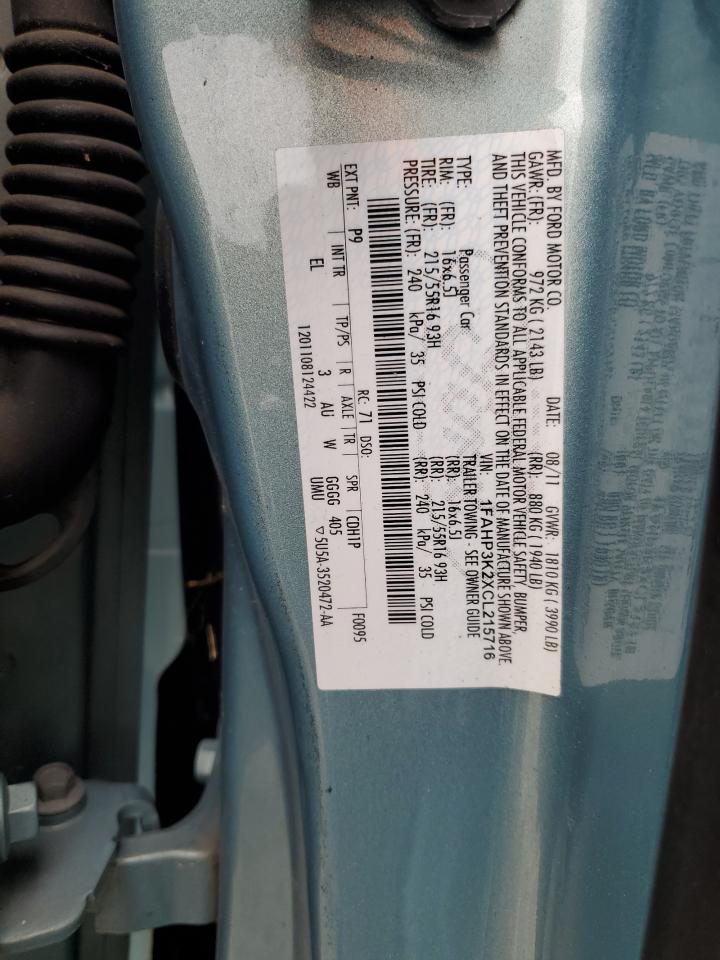 MFD. BY FORD MOTOR CO.
DATE: 08/11 GVWR: 1810 KG ( 3990 LB)
GAWR: (FR): 972 KG ( 2143 LB) (RR): 880 KG ( 1940 LB)
THIS VEHICLE CONFORMS TO ALL APPLICABLE FEDERAL MOTOR VEHICLE SAFETY, BUMPER,
AND THEFT PREVENTION STANDARDS IN EFFECT ON THE DATE OF MANUFACTURE SHOWN ABOVE.
VIN: 1FAHP3K2XCL215716
TYPE: Passenger Car TRAILER TOWING - SEE OWNER GUIDE
RIM: (FR): 16x6.5J (RR): 16x6.5J
TIRE: (FR): 215/55R16 93H (RR): 215/55R16 93H
PRESSURE: (FR): 240 kPa/ 35 PSI COLD (RR): 240 kPa/ 35 PSI COLD
RC: 71 DSO: F0095
EXT PNT: P9 INT TR TP/PS R AXLE TR SPR CDH1P
WB EL 3 AU W GGGG 4D5
UMU
1201108124422 ▽5U5A-3520472-AA